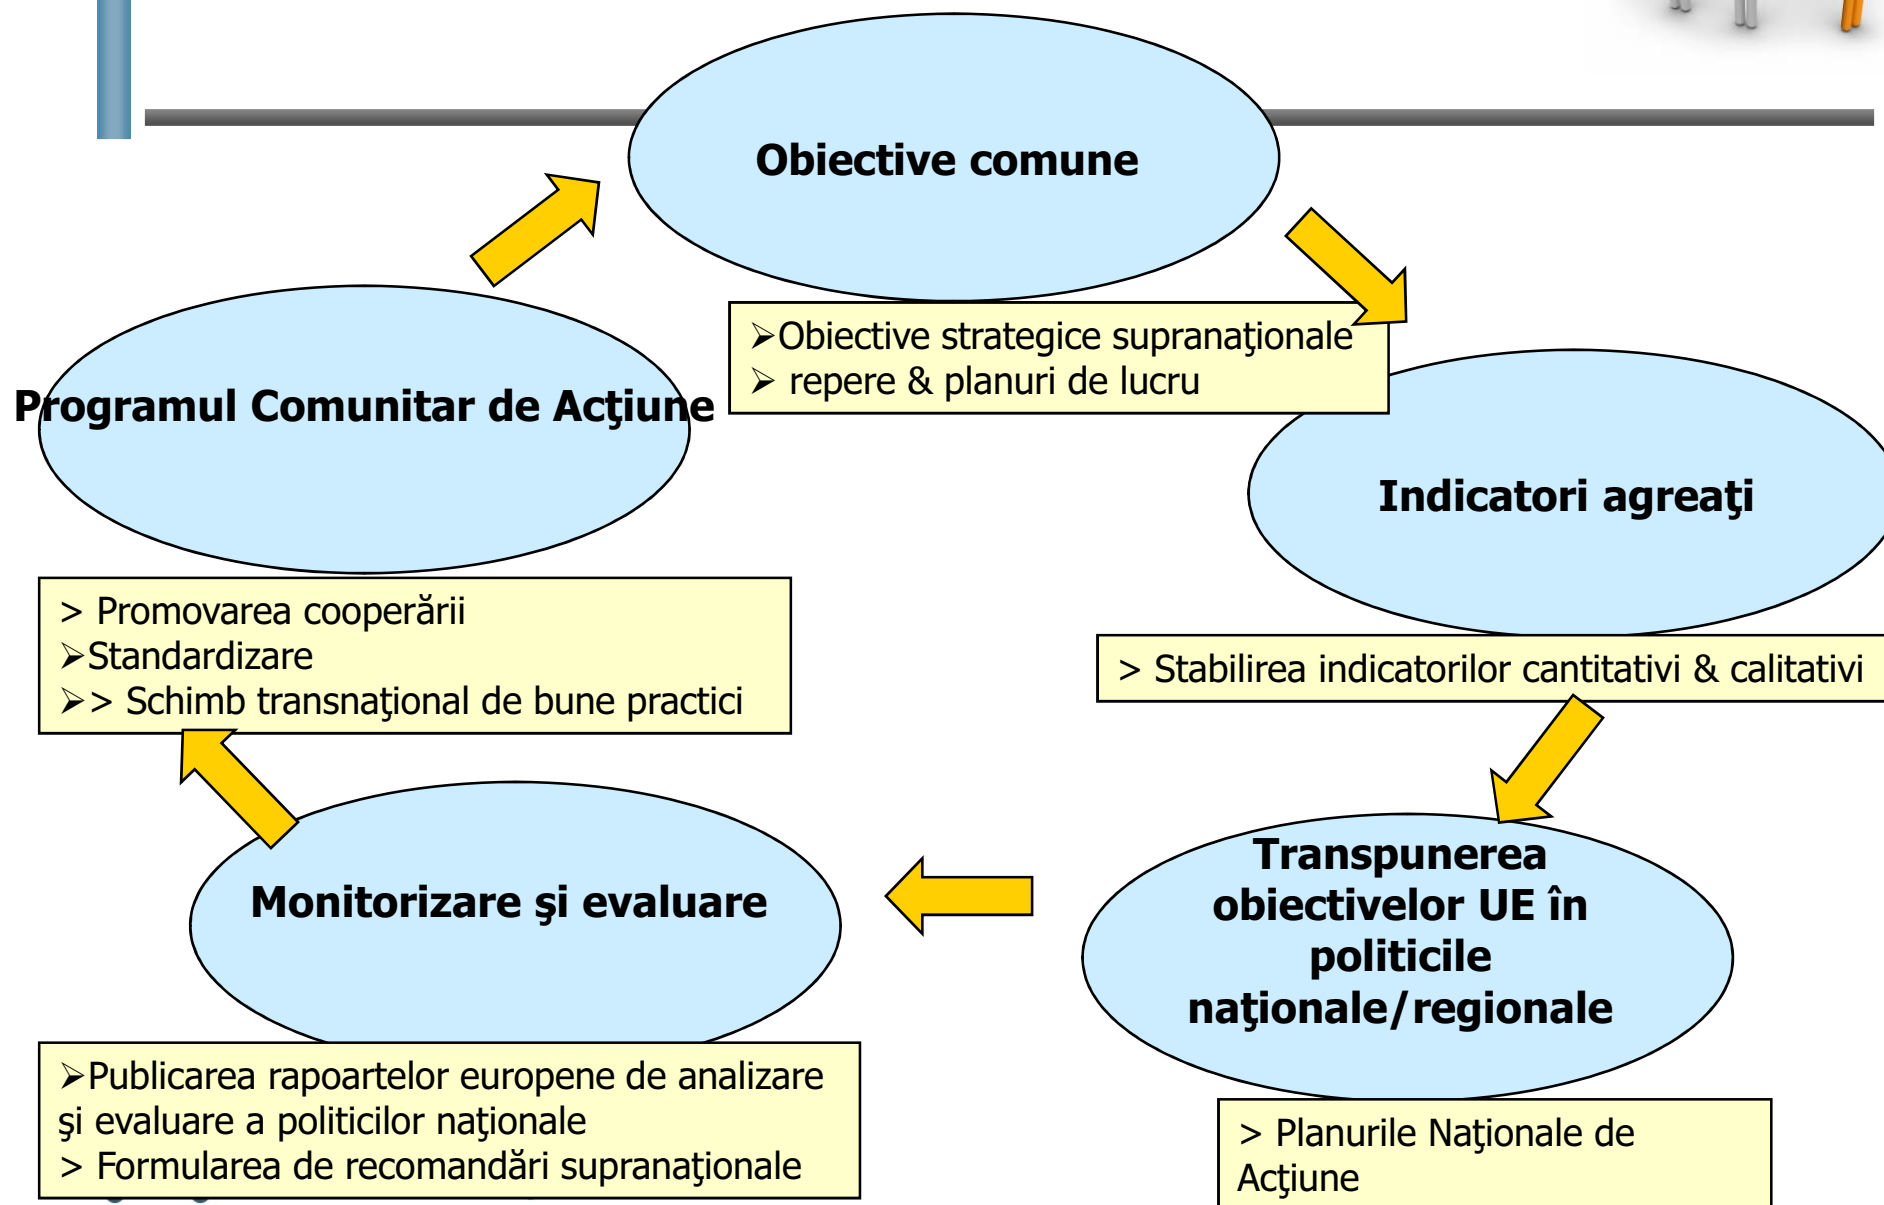 Obiective comune
➢Obiective strategice supranaţionale
➢ repere & planuri de lucru
Programul Comunitar de Acţiune
Indicatori agreaţi
> Promovarea cooperării
➢Standardizare
➢> Schimb transnaţional de bune practici
> Stabilirea indicatorilor cantitativi & calitativi
Transpunerea
obiectivelor UE în
politicile
naţionale/regionale
Monitorizare şi evaluare
➢Publicarea rapoartelor europene de analizare
şi evaluare a politicilor naţionale
> Formularea de recomandări supranaţionale
> Planurile Naţionale de
Acţiune